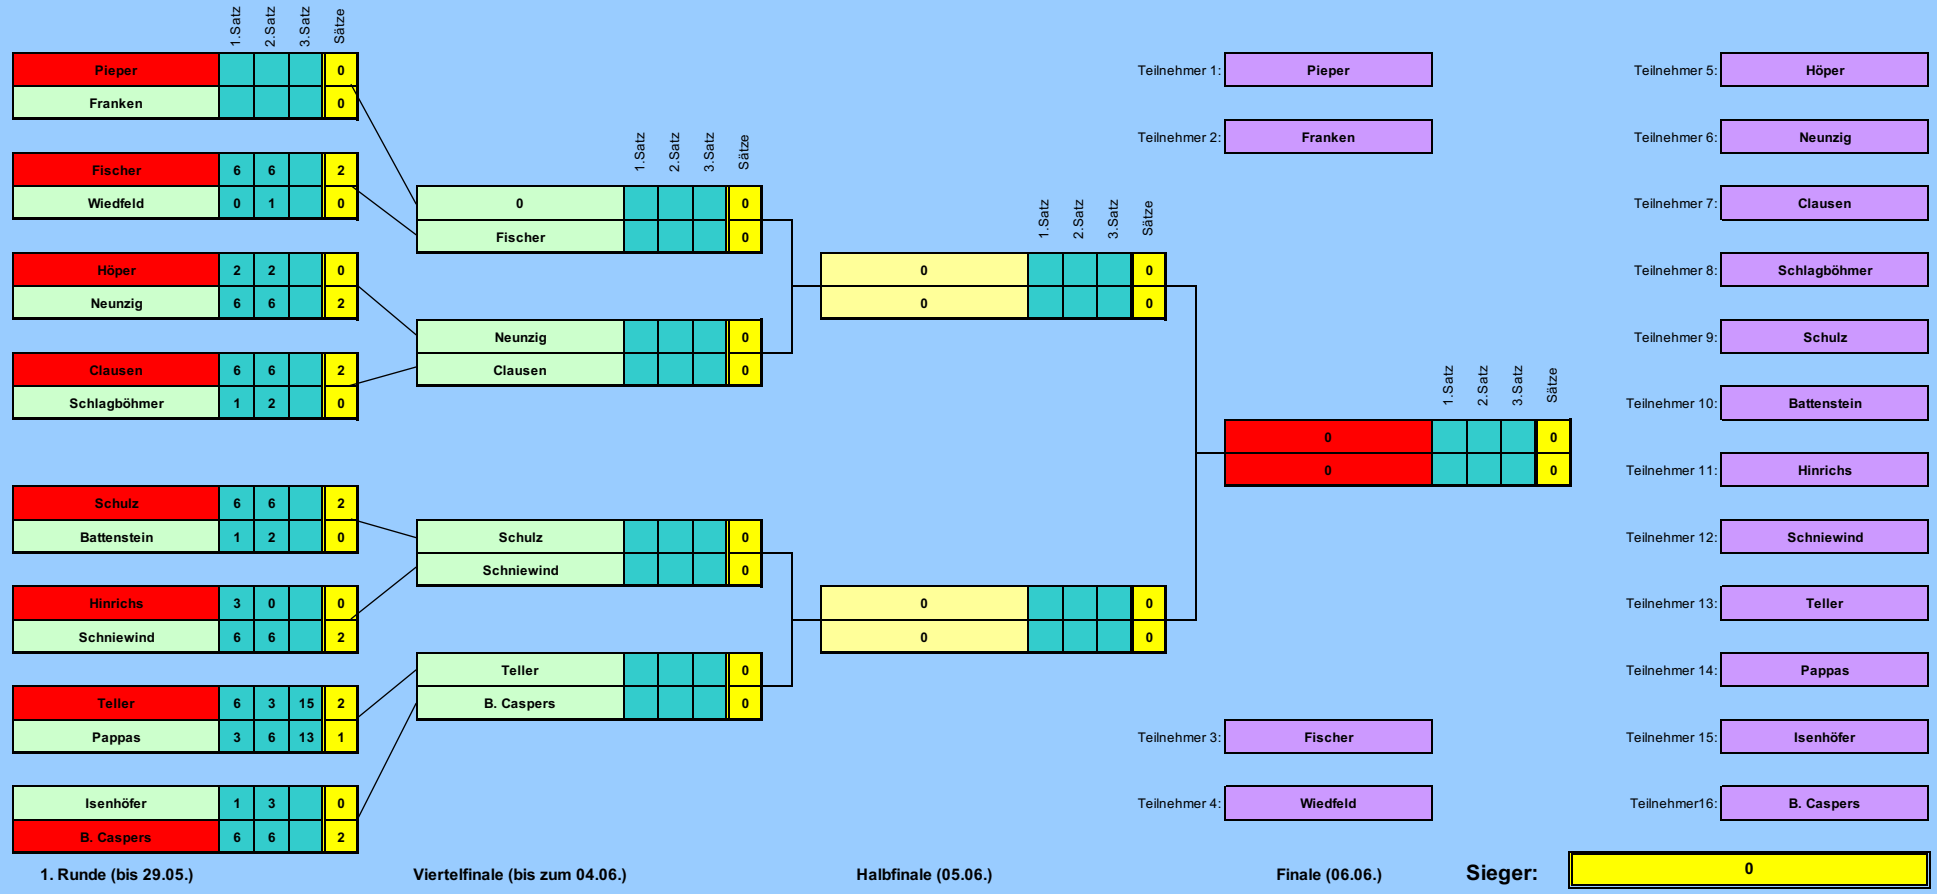 1.Satz 2.Satz 3.Satz Sätze
Pieper 0
Franken 0
Fischer 6 6 2
Wiedfeld 0 1 0
Höper 2 2 0
Neunzig 6 6 2
Clausen 6 6 2
Schlagböhmer 1 2 0
Schulz 6 6 2
Battenstein 1 2 0
Hinrichs 3 0 0
Schniewind 6 6 2
Teller 6 3 15 2
Pappas 3 6 13 1
Isenhöfer 1 3 0
B. Caspers 6 6 2
1. Runde (bis 29.05.)
1.Satz 2.Satz 3.Satz Sätze
0 0
Fischer 0
Neunzig 0
Clausen 0
Schulz 0
Schniewind 0
Teller 0
B. Caspers 0
Viertelfinale (bis zum 04.06.)
1.Satz 2.Satz 3.Satz Sätze
0 0
0 0
0 0
0 0
Halbfinale (05.06.)
Teilnehmer 1: Pieper
Teilnehmer 2: Franken
1.Satz 2.Satz 3.Satz Sätze
0 0
0 0
Teilnehmer 3: Fischer
Teilnehmer 4: Wiedfeld
Finale (06.06.)
Teilnehmer 5: Höper
Teilnehmer 6: Neunzig
Teilnehmer 7: Clausen
Teilnehmer 8: Schlagböhmer
Teilnehmer 9: Schulz
Teilnehmer 10: Battenstein
Teilnehmer 11: Hinrichs
Teilnehmer 12: Schniewind
Teilnehmer 13: Teller
Teilnehmer 14: Pappas
Teilnehmer 15: Isenhöfer
Teilnehmer16: B. Caspers
Sieger: 0